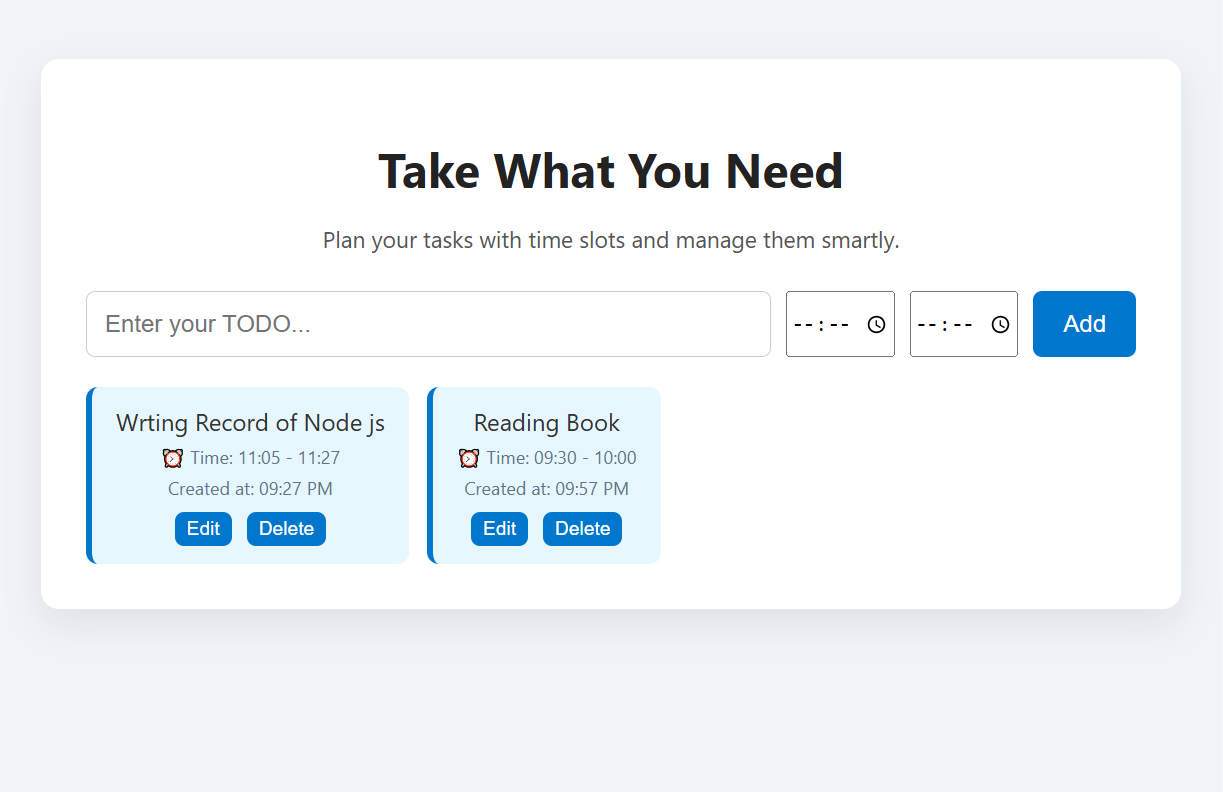 Take What You Need
Plan your tasks with time slots and manage them smartly.
Enter your TODO... --:-- --:-- Add
Wrting Record of Node js
⏰ Time: 11:05 - 11:27
Created at: 09:27 PM
Edit Delete
Reading Book
⏰ Time: 09:30 - 10:00
Created at: 09:57 PM
Edit Delete